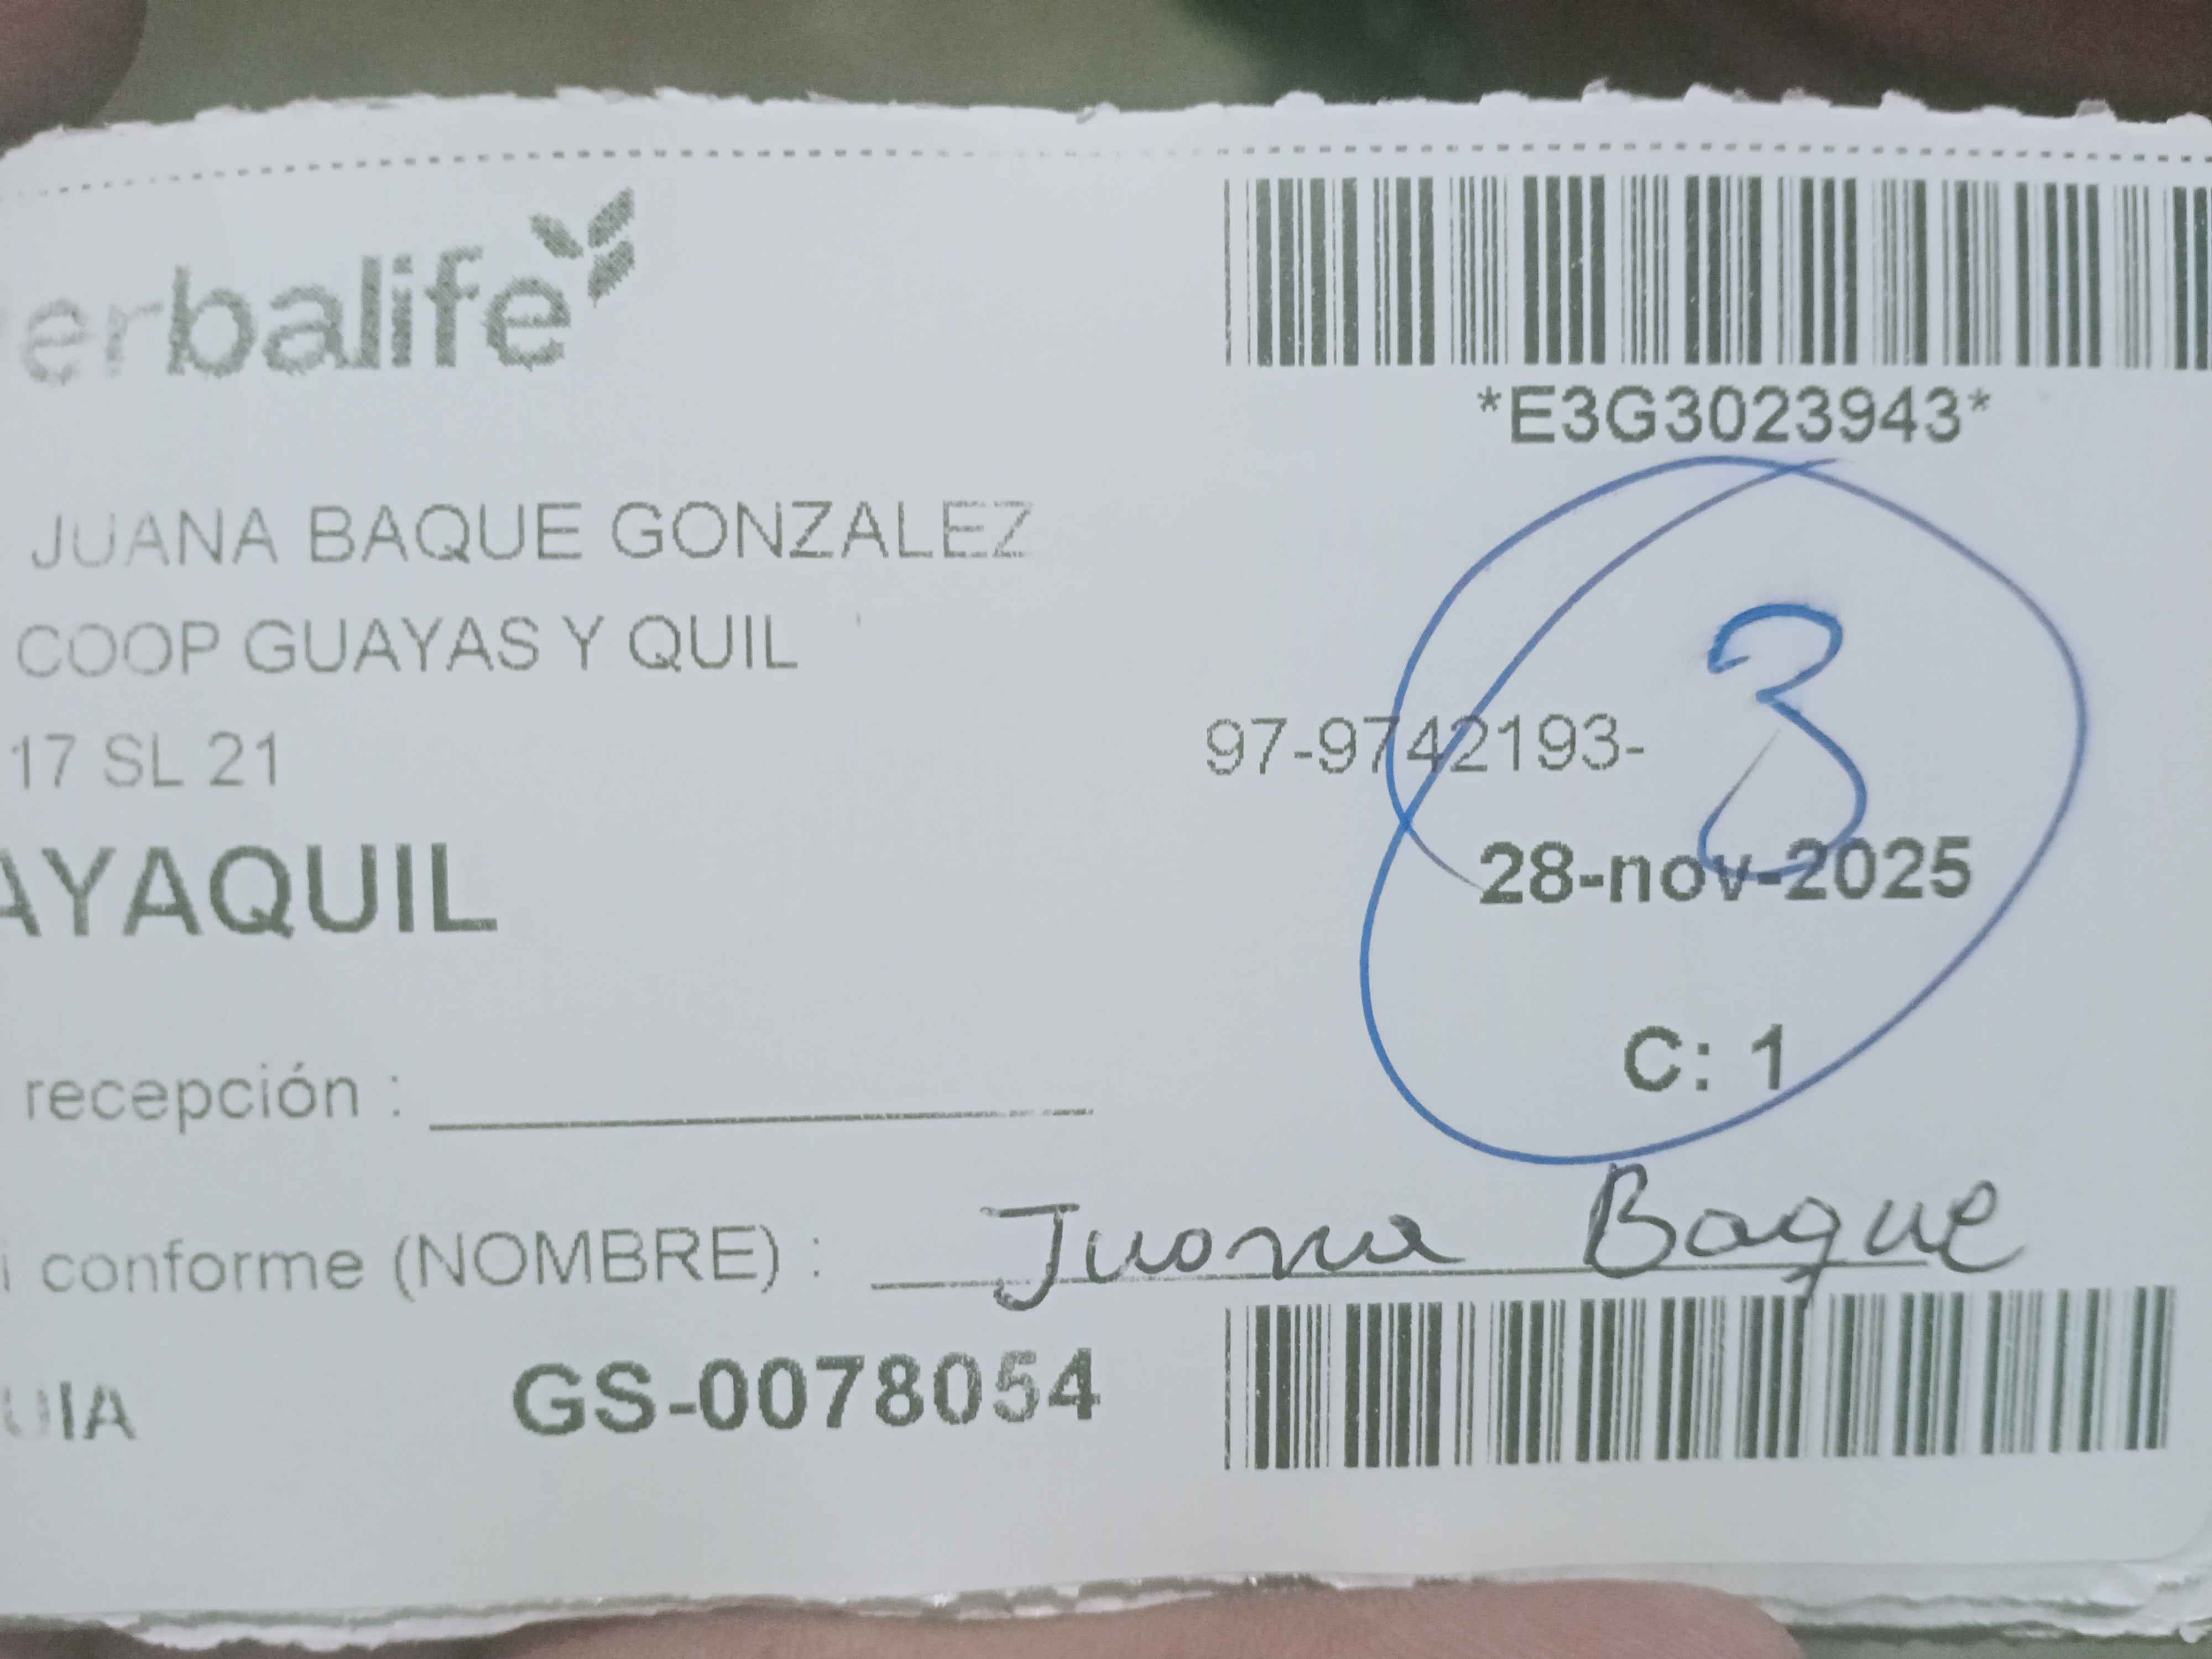 erbalife
*E3G3023943*
JUANA BAQUE GONZALEZ
COOP GUAYAS Y QUIL
17 SL 21
97-9742193-
3
AYAQUIL
28-nov-2025
C: 1
recepción :
i conforme (NOMBRE) : Juana Baque
UIA GS-0078054